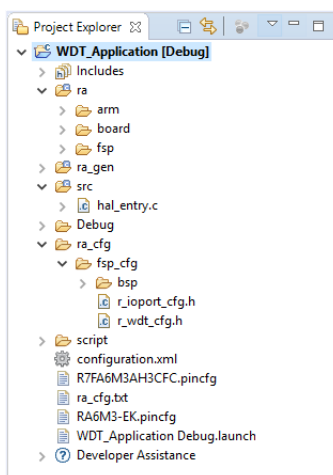 Project Explorer
WDT_Application [Debug]
Includes
ra
arm
board
fsp
ra_gen
src
hal_entry.c
Debug
ra_cfg
fsp_cfg
bsp
r_ioport_cfg.h
r_wdt_cfg.h
script
configuration.xml
R7FA6M3AH3CFC.pincfg
ra_cfg.txt
RA6M3-EK.pincfg
WDT_Application Debug.launch
Developer Assistance